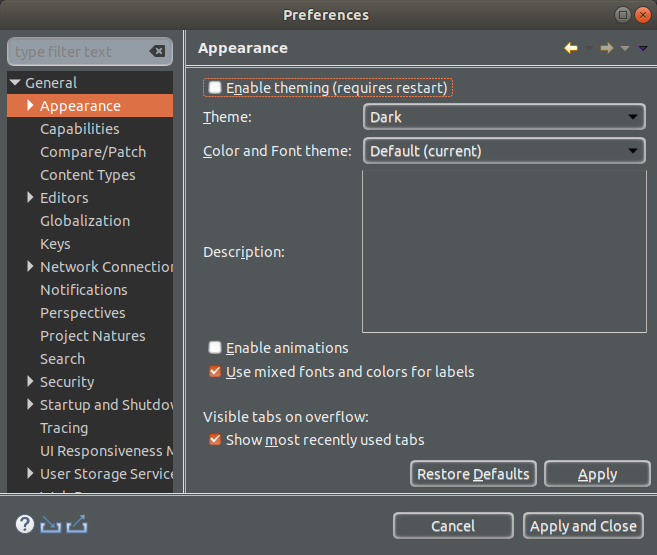 Preferences
type filter text
General
Appearance
Capabilities
Compare/Patch
Content Types
Editors
Globalization
Keys
Network Connection
Notifications
Perspectives
Project Natures
Search
Security
Startup and Shutdow
Tracing
UI Responsiveness M
User Storage Service
Appearance
Enable theming (requires restart)
Theme: Dark
Color and Font theme: Default (current)
Description:
Enable animations
Use mixed fonts and colors for labels
Visible tabs on overflow:
Show most recently used tabs
Restore Defaults Apply
? Cancel Apply and Close